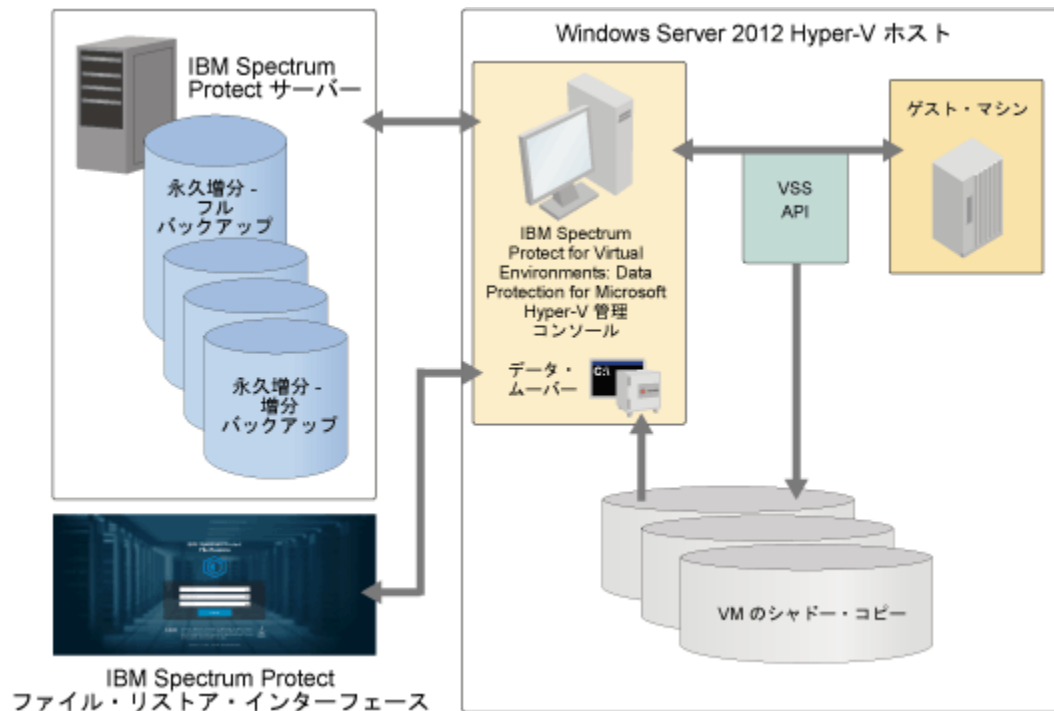 IBM Spectrum
Protect サーバー
永久増分 -
フル
バックアップ
永久増分 -
増分
バックアップ
IBM Spectrum Protect
ファイル・リストア・インターフェース
Windows Server 2012 Hyper-V ホスト
IBM Spectrum
Protect for Virtual
Environments: Data
Protection for Microsoft
Hyper-V 管理
コンソール
データ・
ムーバー
C:\
VSS
API
ゲスト・マシン
VM のシャドー・コピー